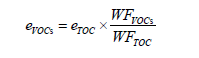 e_VOCs = e_TOC × WF_VOCs / WF_TOC